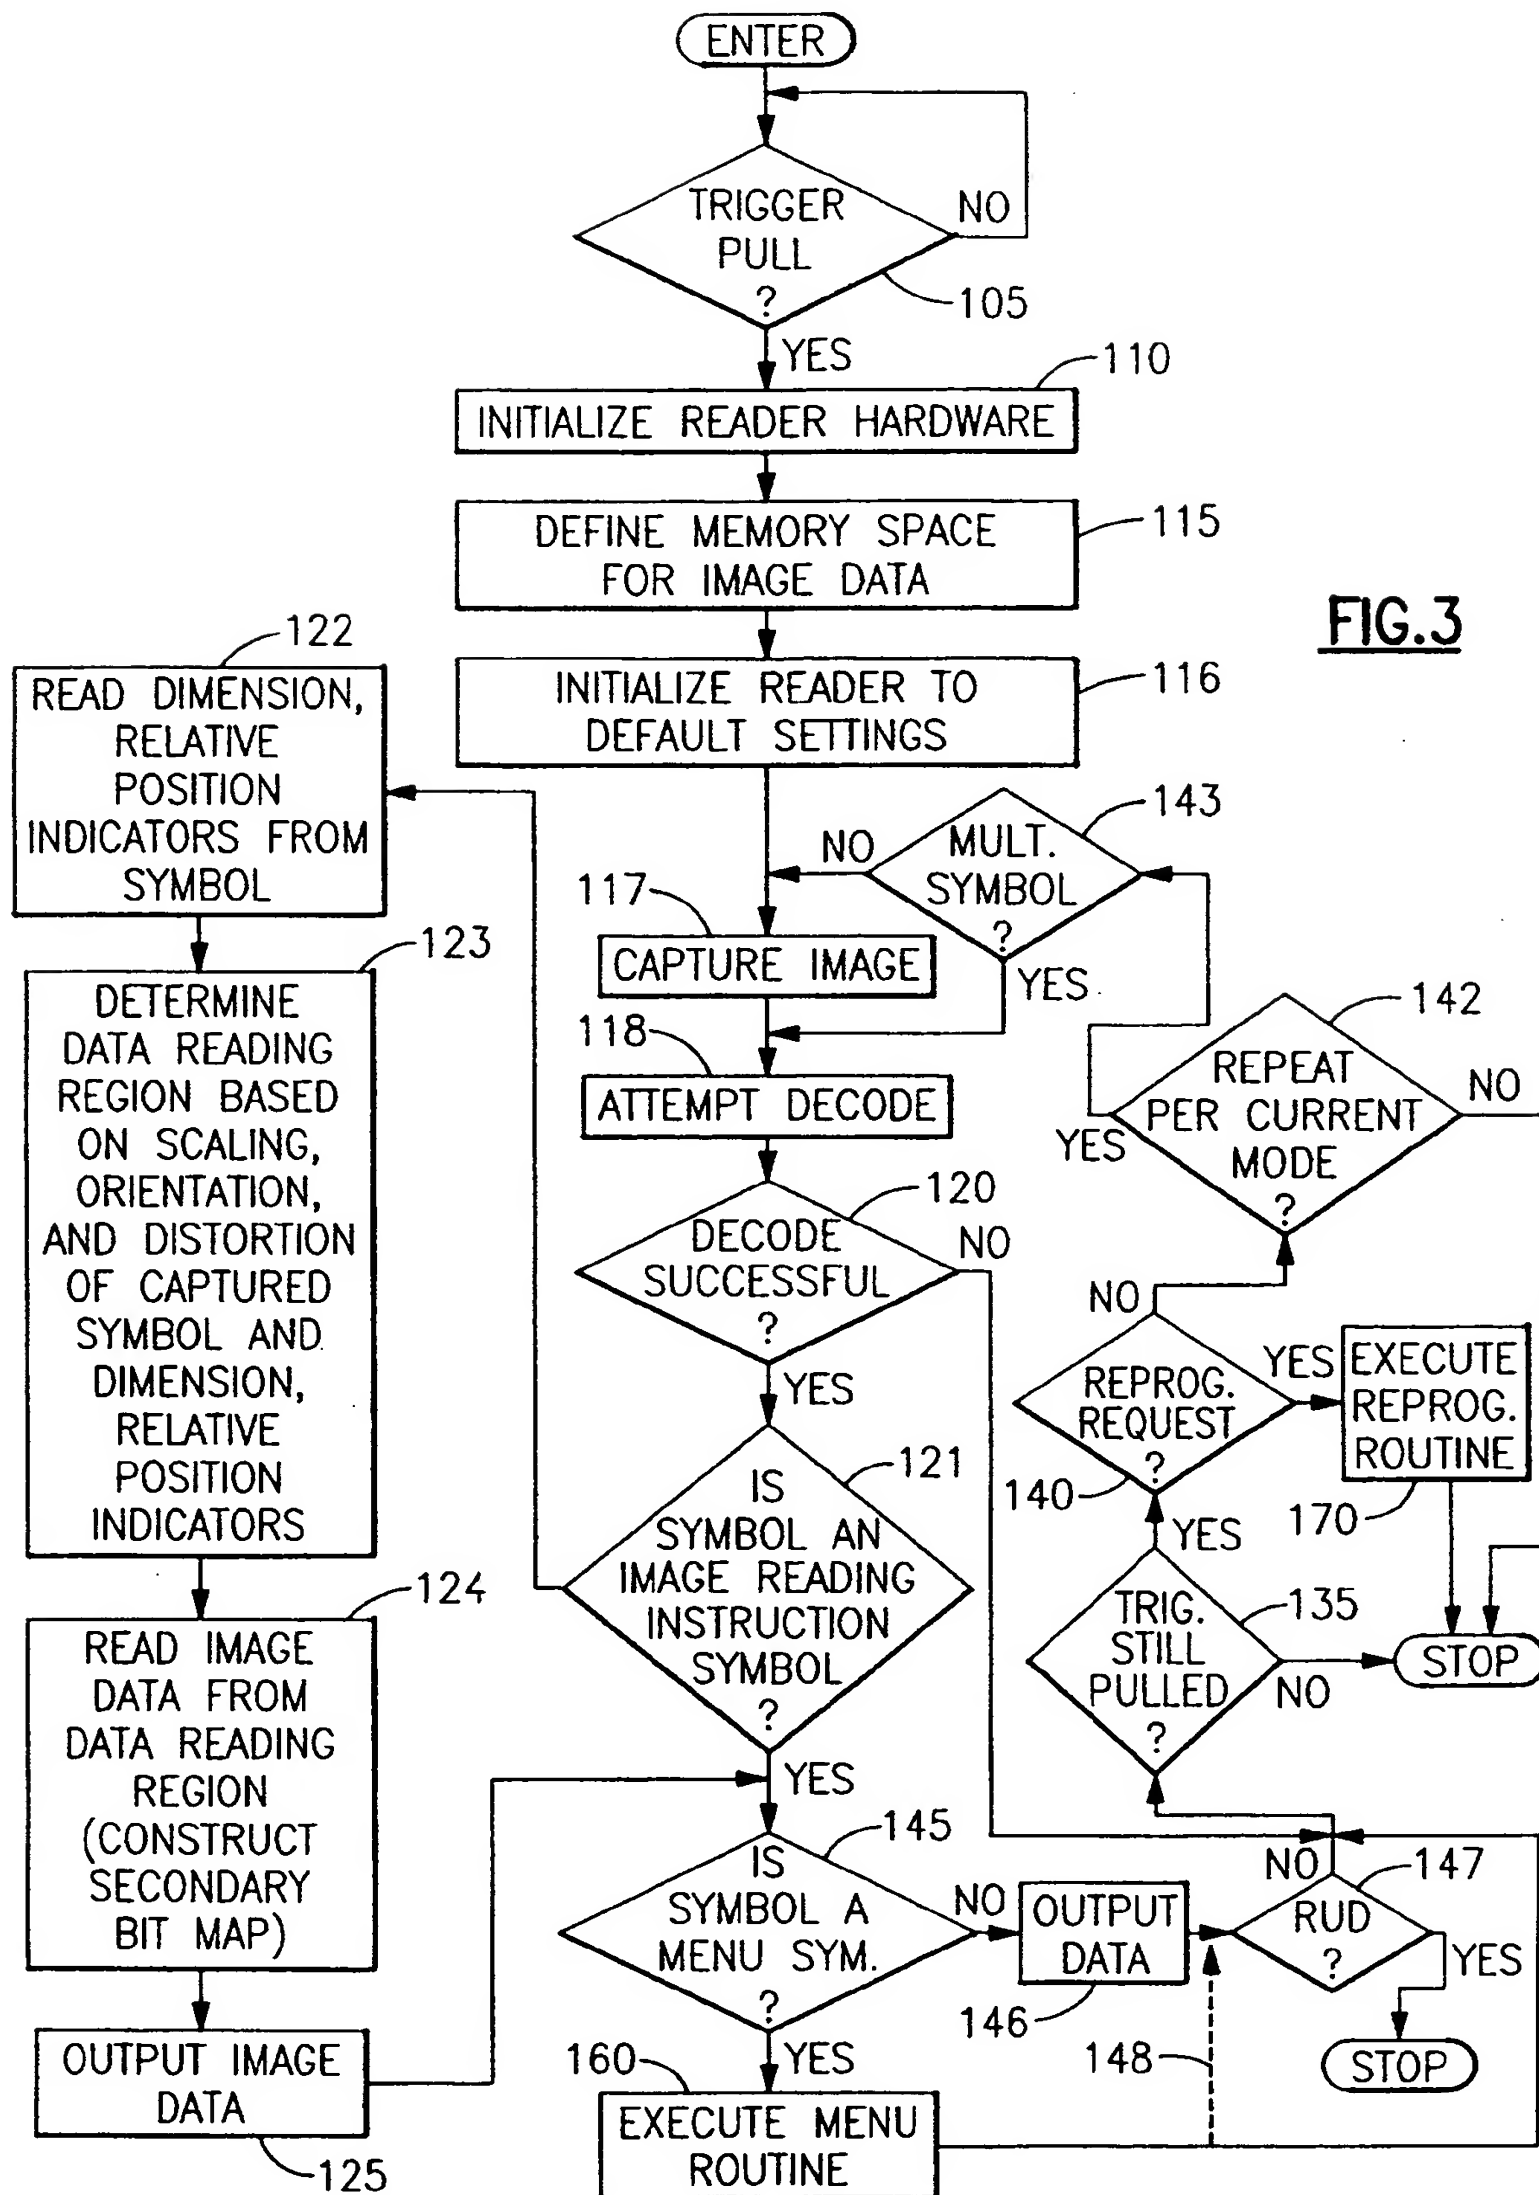 ENTER
TRIGGER
PULL
?
NO
105
YES
110
INITIALIZE READER HARDWARE
DEFINE MEMORY SPACE
FOR IMAGE DATA
115
FIG.3
INITIALIZE READER TO
DEFAULT SETTINGS
116
122
READ DIMENSION,
RELATIVE
POSITION
INDICATORS FROM
SYMBOL
143
MULT.
SYMBOL
?
NO
YES
117
CAPTURE IMAGE
118
ATTEMPT DECODE
142
REPEAT
PER CURRENT
MODE
?
NO
YES
123
DETERMINE
DATA READING
REGION BASED
ON SCALING,
ORIENTATION,
AND DISTORTION
OF CAPTURED
SYMBOL AND
DIMENSION,
RELATIVE
POSITION
INDICATORS
120
DECODE
SUCCESSFUL
?
NO
YES
NO
REPROG.
REQUEST
?
140
YES
EXECUTE
REPROG.
ROUTINE
170
121
IS
SYMBOL AN
IMAGE READING
INSTRUCTION
SYMBOL
?
YES
YES
TRIG.
STILL
PULLED
?
135
NO
STOP
124
READ IMAGE
DATA FROM
DATA READING
REGION
(CONSTRUCT
SECONDARY
BIT MAP)
145
IS
SYMBOL A
MENU SYM.
?
NO
YES
OUTPUT
DATA
146
NO
147
RUD
?
YES
STOP
148
OUTPUT IMAGE
DATA
125
160
EXECUTE MENU
ROUTINE